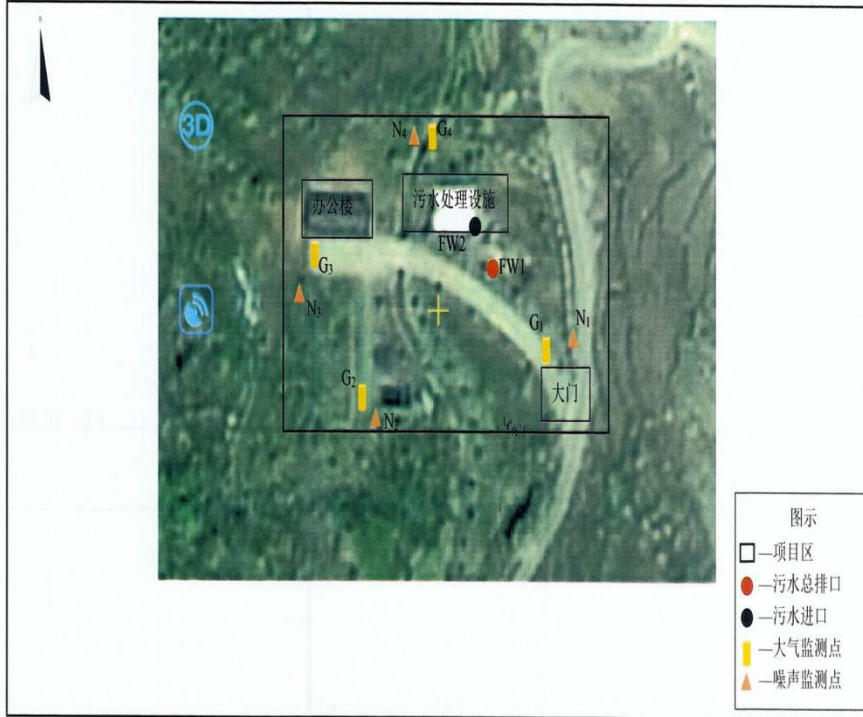 3D
N4
G4
办公楼
污水处理设施
FW2
FW1
G3
N3
G1
N1
G2
N2
大门
图示
—项目区
—污水总排口
—污水进口
—大气监测点
—噪声监测点